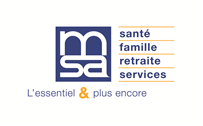 msa
santé
famille
retraite
services
L'essentiel & plus encore